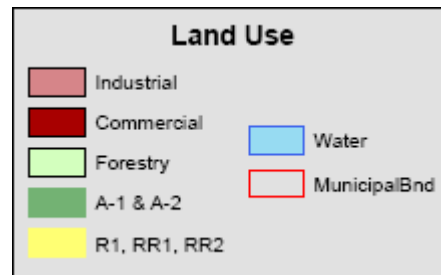 Land Use
Industrial
Commercial
Forestry
A-1 & A-2
R1, RR1, RR2
Water
MunicipalBnd